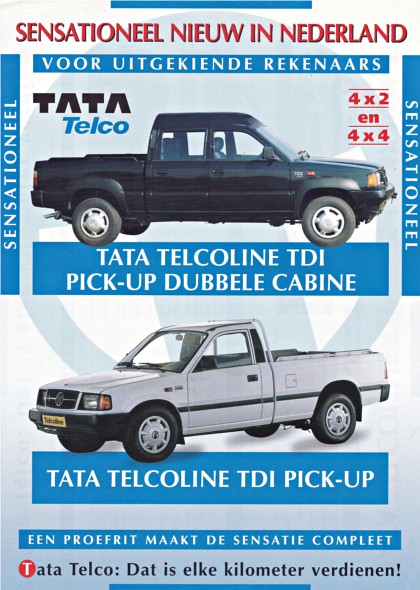 SENSATIONEEL NIEUW IN NEDERLAND
VOOR UITGEKIENDE REKENAARS
SENSATIONEEL
SENSATIONEEL
TATA
Telco
4 x 2
en
4 x 4
TATA TELCOLINE TDI
PICK-UP DUBBELE CABINE
Telcoline
TATA TELCOLINE TDI PICK-UP
EEN PROEFRIT MAAKT DE SENSATIE COMPLEET
Tata Telco: Dat is elke kilometer verdienen!